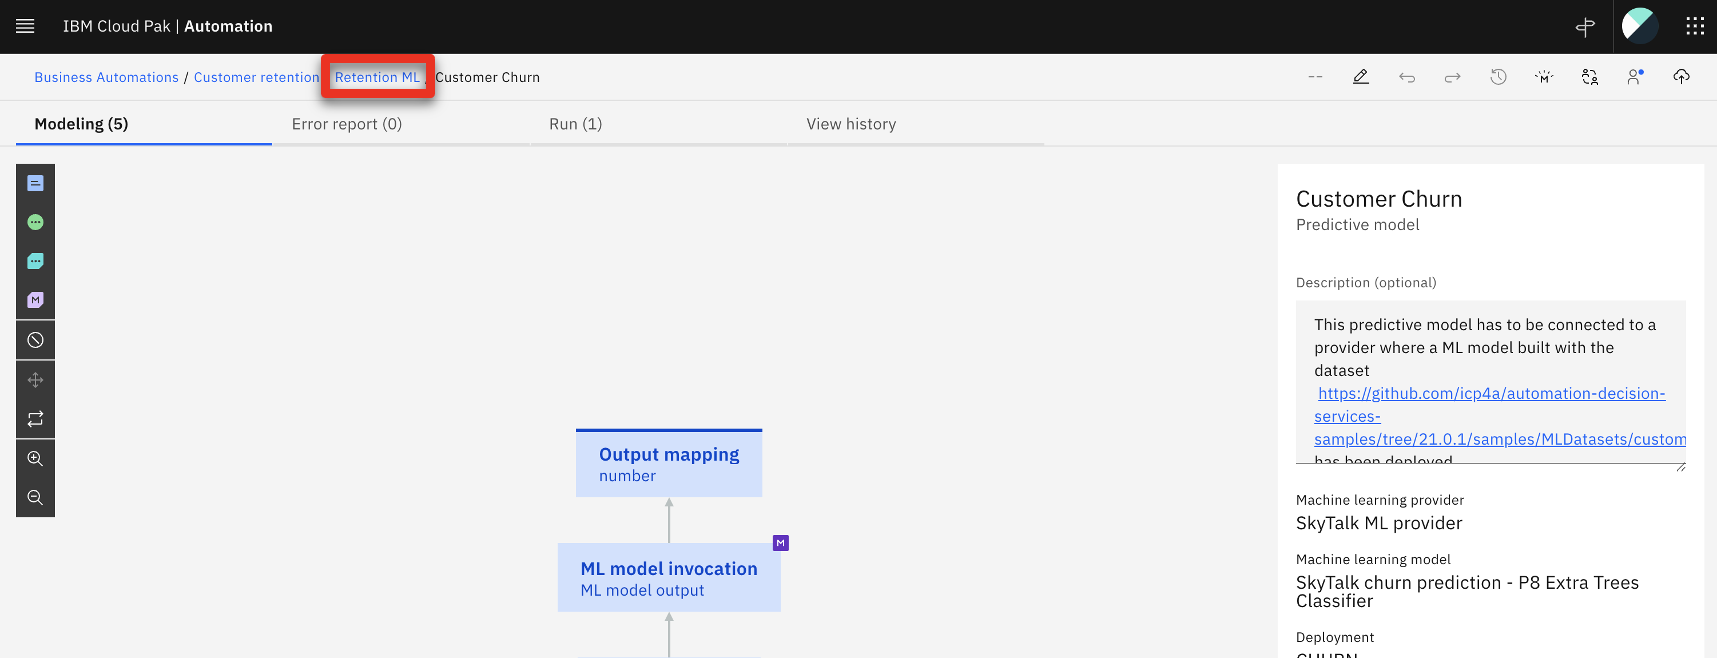 IBM Cloud Pak | Automation
Business Automations / Customer retention Retention ML / Customer Churn
Modeling (5) Error report (0) Run (1) View history
Customer Churn
Predictive model
Description (optional)
This predictive model has to be connected to a
provider where a ML model built with the
dataset
https://github.com/icp4a/automation-decision-
services-
samples/tree/21.0.1/samples/MLDatasets/custom
has been deployed
Machine learning provider
SkyTalk ML provider
Machine learning model
SkyTalk churn prediction - P8 Extra Trees
Classifier
Deployment
CHURN
M
Output mapping
number
M
ML model invocation
ML model output